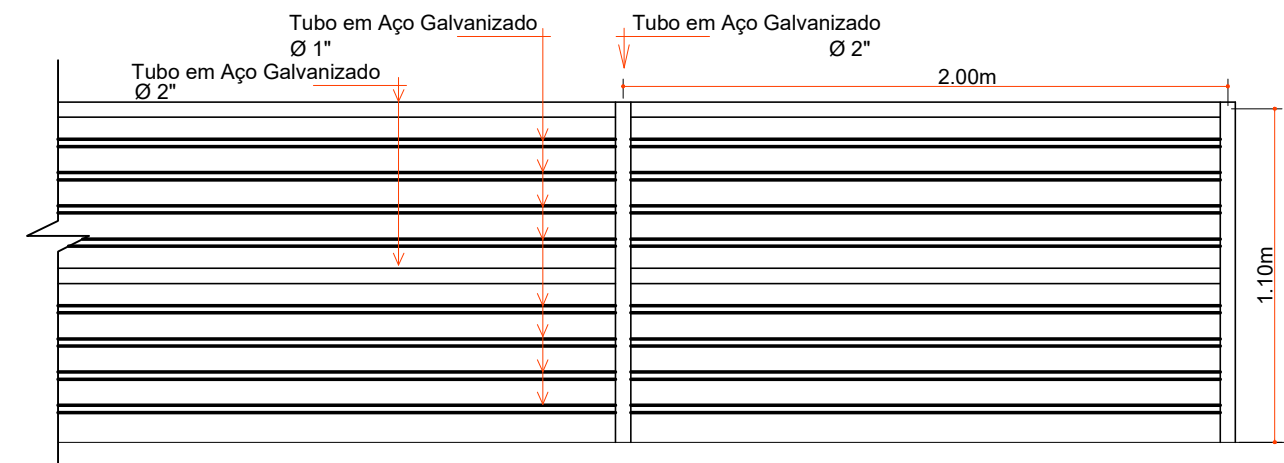 Tubo em Aço Galvanizado
Ø 1"
Tubo em Aço Galvanizado
Ø 2"
Tubo em Aço Galvanizado
Ø 2"
2.00m
1.10m